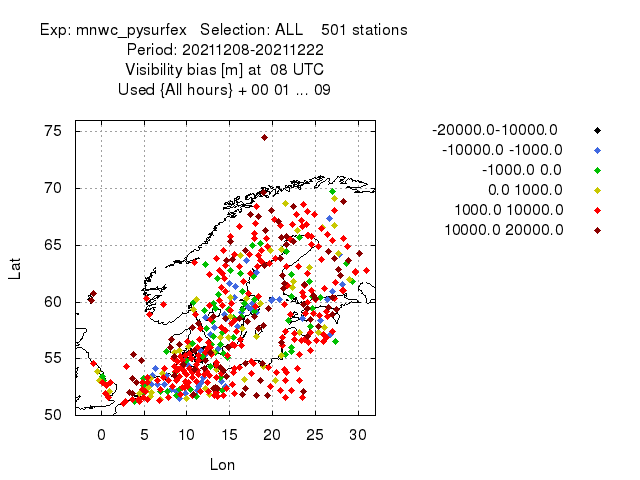 Exp: mnwc_pysurfex   Selection: ALL    501 stations
Period: 20211208-20211222
Visibility bias [m] at  08 UTC
Used {All hours} + 00 01 ... 09
-20000.0-10000.0
-10000.0 -1000.0
-1000.0 0.0
0.0 1000.0
1000.0 10000.0
10000.0 20000.0
75
70
65
60
55
50
Lat
0 5 10 15 20 25 30
Lon